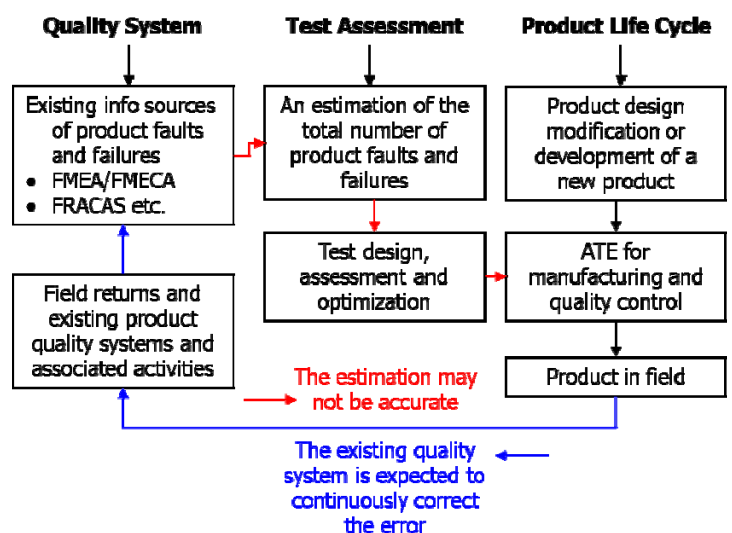 Quality System
Test Assessment
Product Life Cycle
Existing info sources
of product faults
and failures
• FMEA/FMECA
• FRACAS etc.
An estimation of the
total number of
product faults and
failures
Product design
modification or
development of a
new product
Test design,
assessment and
optimization
ATE for
manufacturing and
quality control
Field returns and
existing product
quality systems and
associated activities
Product in field
The estimation may
not be accurate
The existing quality
system is expected to
continuously correct
the error